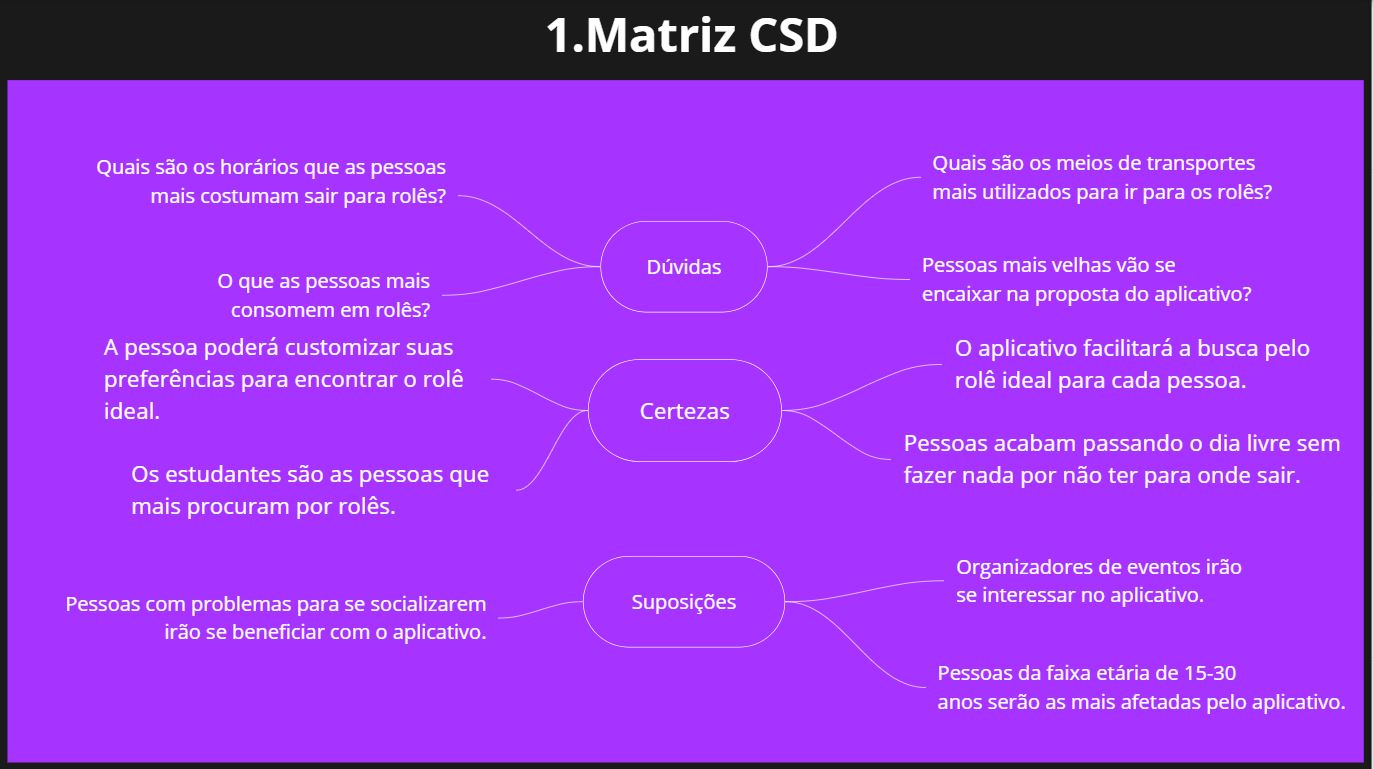 1.Matriz CSD
Quais são os horários que as pessoas
mais costumam sair para rolês?
O que as pessoas mais
consomem em rolês?
Dúvidas
Quais são os meios de transportes
mais utilizados para ir para os rolês?
Pessoas mais velhas vão se
encaixar na proposta do aplicativo?
A pessoa poderá customizar suas
preferências para encontrar o rolê
ideal.
Os estudantes são as pessoas que
mais procuram por rolês.
Certezas
O aplicativo facilitará a busca pelo
rolê ideal para cada pessoa.
Pessoas acabam passando o dia livre sem
fazer nada por não ter para onde sair.
Pessoas com problemas para se socializarem
irão se beneficiar com o aplicativo.
Suposições
Organizadores de eventos irão
se interessar no aplicativo.
Pessoas da faixa etária de 15-30
anos serão as mais afetadas pelo aplicativo.